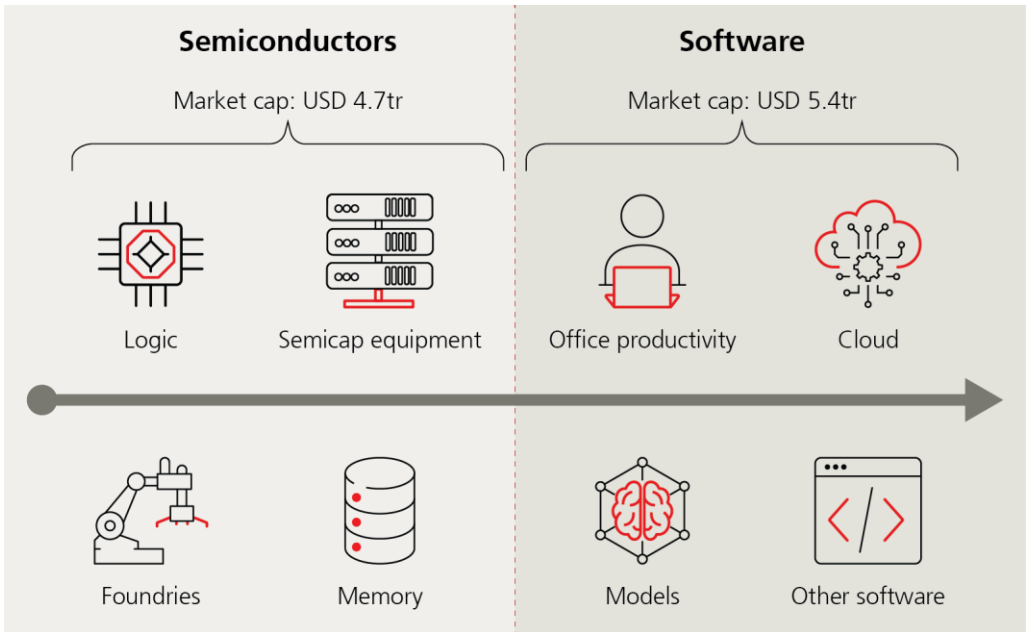 Semiconductors
Software
Market cap: USD 4.7tr
Market cap: USD 5.4tr
Logic
Semicap equipment
Office productivity
Cloud
Foundries
Memory
Models
Other software